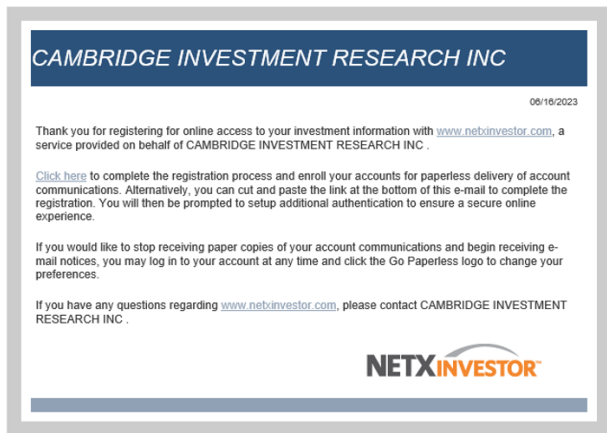 CAMBRIDGE INVESTMENT RESEARCH INC
06/16/2023
Thank you for registering for online access to your investment information with www.netxinvestor.com, a
service provided on behalf of CAMBRIDGE INVESTMENT RESEARCH INC .
Click here to complete the registration process and enroll your accounts for paperless delivery of account
communications. Alternatively, you can cut and paste the link at the bottom of this e-mail to complete the
registration. You will then be prompted to setup additional authentication to ensure a secure online
experience.
If you would like to stop receiving paper copies of your account communications and begin receiving e-
mail notices, you may log in to your account at any time and click the Go Paperless logo to change your
preferences.
If you have any questions regarding www.netxinvestor.com, please contact CAMBRIDGE INVESTMENT
RESEARCH INC .
NETXINVESTOR™